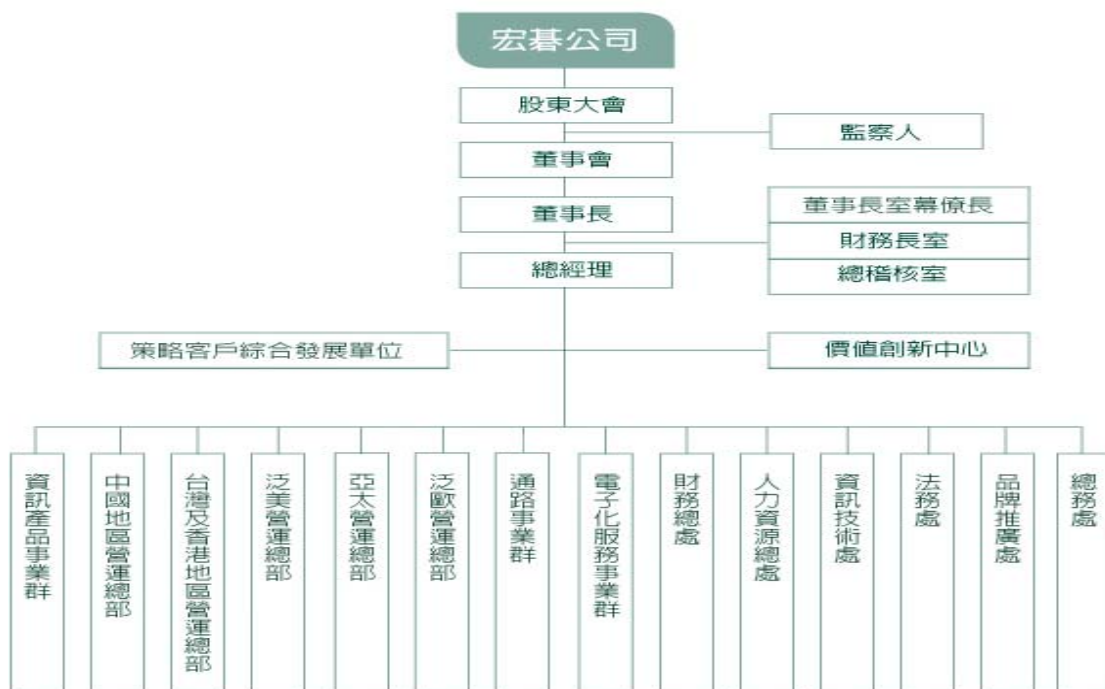 宏碁公司
股東大會
監察人
董事會
董事長
董事長室幕僚長
財務長室
總經理
總稽核室
策略客戶綜合發展單位
價值創新中心
資訊產品事業群
中國地區營運總部
台灣及香港地區營運總部
泛美營運總部
亞太營運總部
泛歐營運總部
通路事業群
電子化服務事業群
財務總處
人力資源總處
資訊技術處
法務處
品牌推廣處
總務處